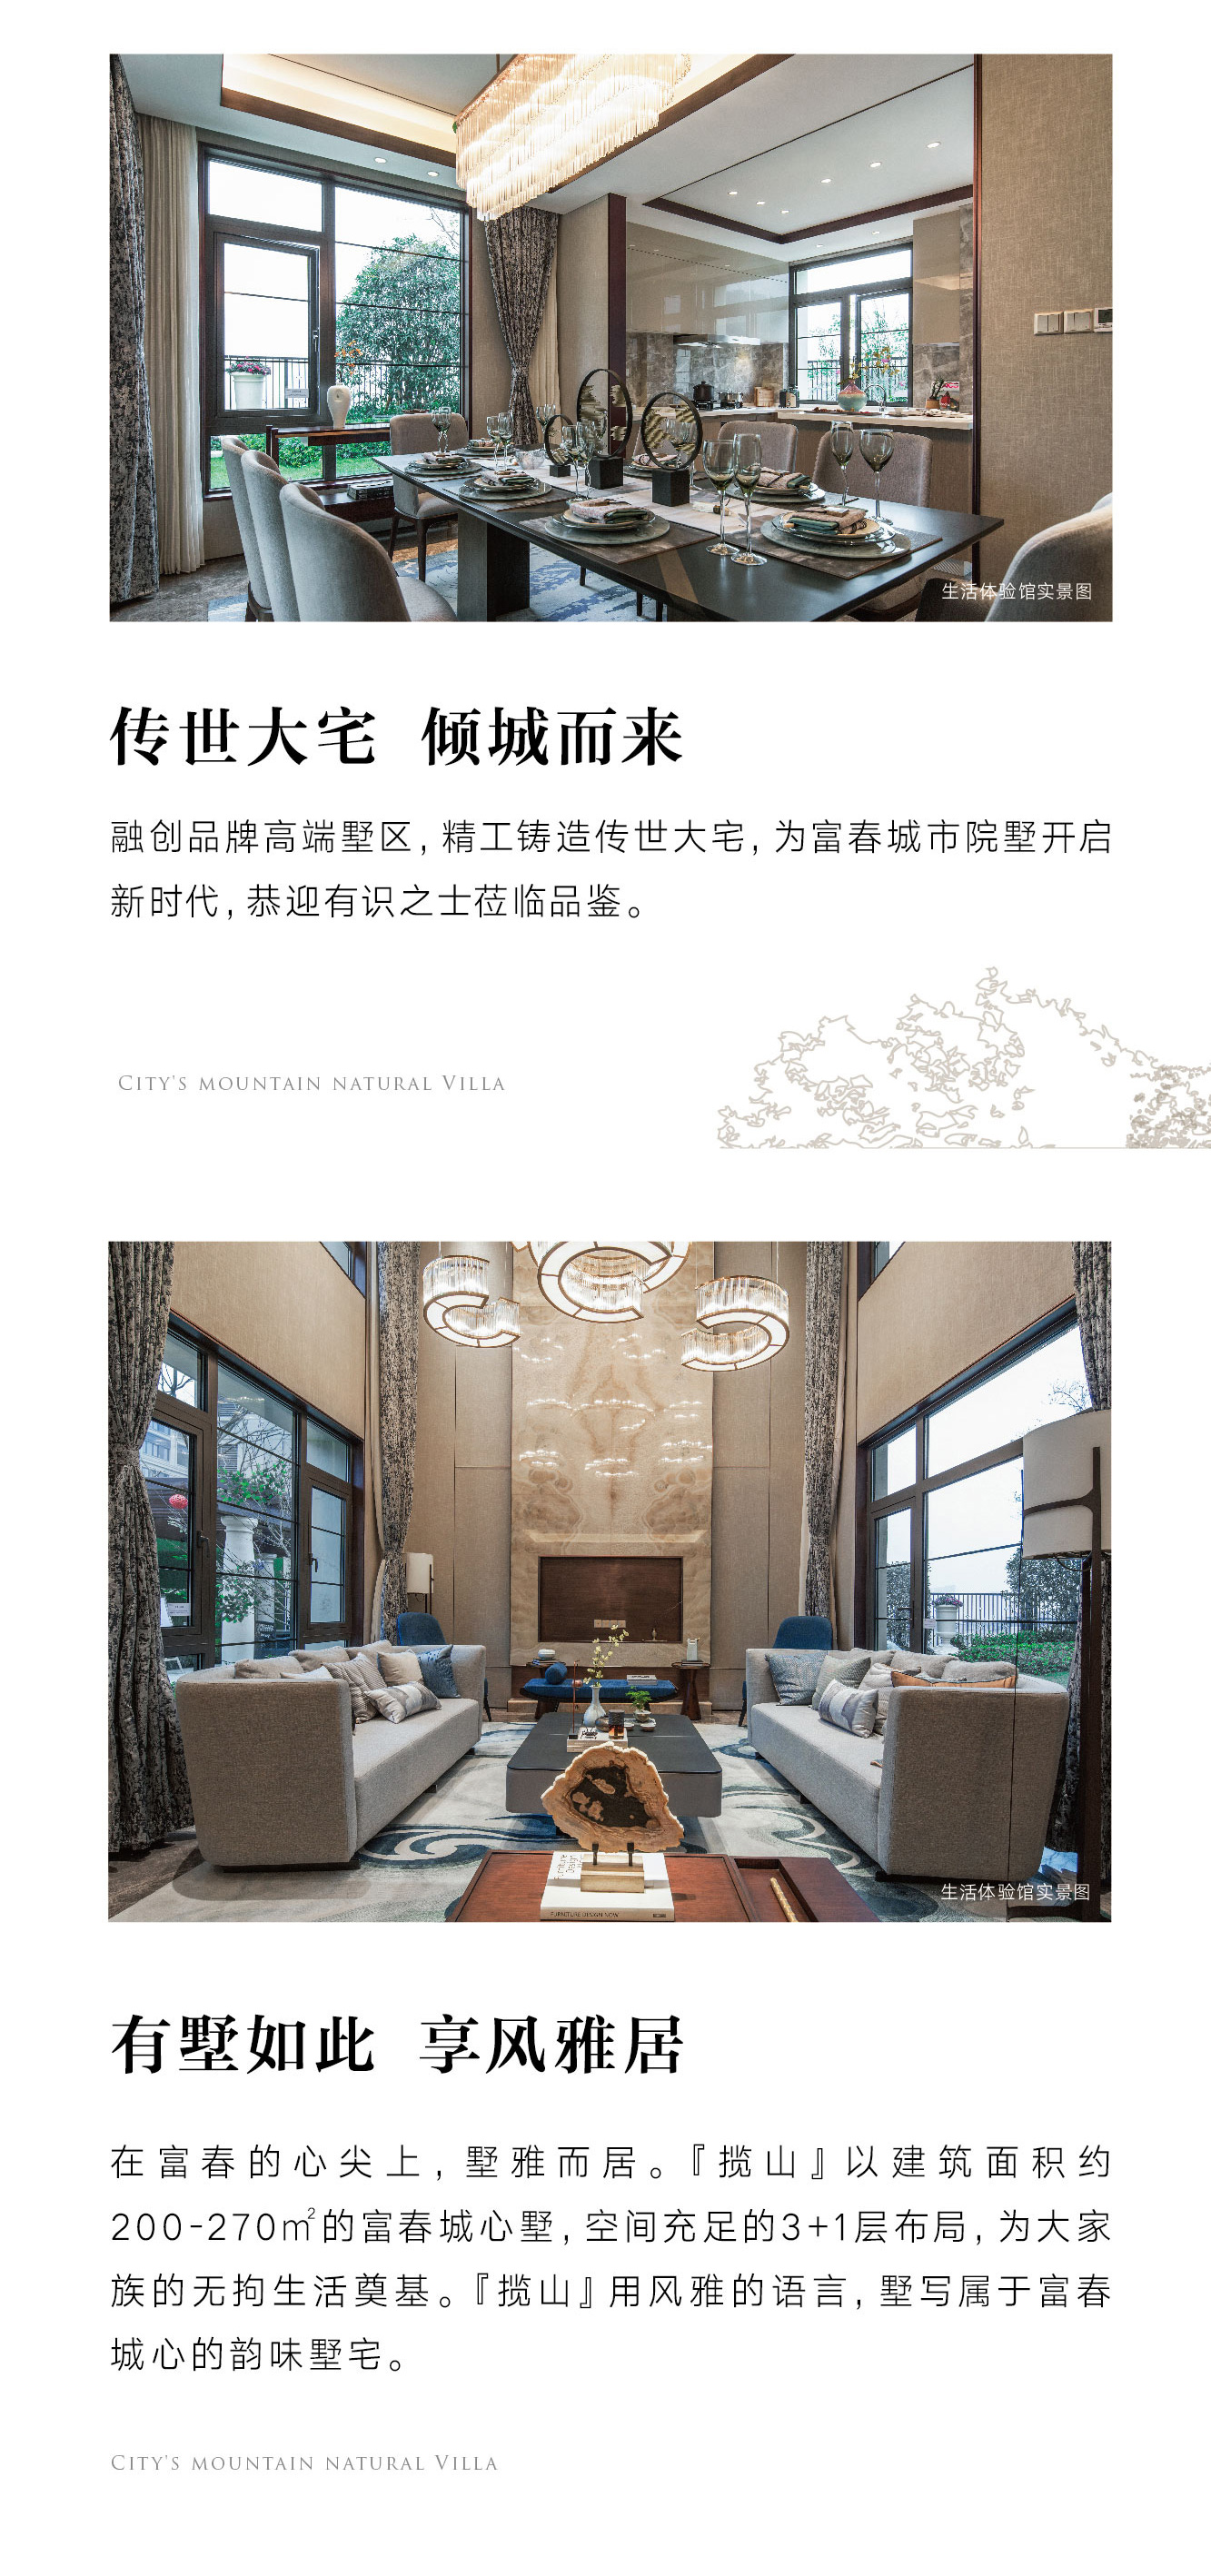 生活体验馆实景图
传世大宅 倾城而来
融创品牌高端墅区,精工铸造传世大宅,为富春城市院墅开启
新时代,恭迎有识之士莅临品鉴。
CITY'S MOUNTAIN NATURAL VILLA
FURNITURE DESIGN NOW
生活体验馆实景图
有墅如此 享风雅居
在富春的心尖上,墅雅而居。『揽山』以建筑面积约
200-270㎡的富春城心墅,空间充足的3+1层布局,为大家
族的无拘生活奠基。『揽山』用风雅的语言,墅写属于富春
城心的韵味墅宅。
CITY'S MOUNTAIN NATURAL VILLA